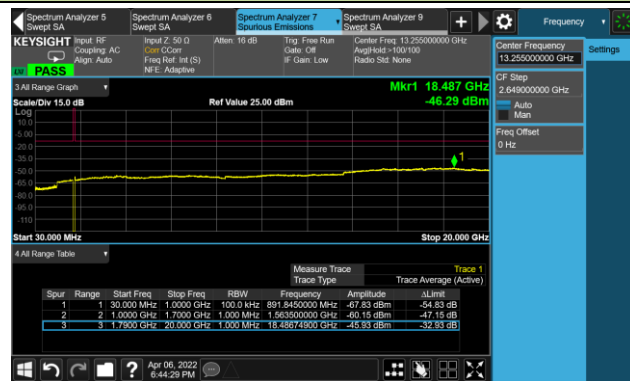 Spectrum Analyzer 5
Swept SA
Spectrum Analyzer 6
Swept SA
Spectrum Analyzer 7
Spurious Emissions
Spectrum Analyzer 9
Swept SA
Frequency
KEYSIGHT
Input: RF
Coupling: AC
Align: Auto
Input Z: 50 Ω
Corr CCorr
Freq Ref: Int (S)
NFE: Adaptive
Atten: 16 dB
Trig: Free Run
Gate: Off
IF Gain: Low
Center Freq: 13.255000000 GHz
Avg|Hold:>100/100
Radio Std: None
PASS
Center Frequency
13.255000000 GHz
Settings
CF Step
2.649000000 GHz
Auto
Man
Freq Offset
0 Hz
3 All Range Graph
Mkr1 18.487 GHz
Scale/Div 15.0 dB
Ref Value 25.00 dBm
-46.29 dBm
Log
10.0
-5.00
-20.0
-35.0
-50.0
-65.0
-80.0
-95.0
-110
1
Start 30.000 MHz
Stop 20.000 GHz
4 All Range Table
Measure Trace
Trace 1
Trace Type
Trace Average (Active)
Spur Range Start Freq Stop Freq RBW Frequency Amplitude ΔLimit
1 1 30.000 MHz 1.0000 GHz 100.0 kHz 891.8450000 MHz -67.83 dBm -54.83 dB
2 2 1.0000 GHz 1.7000 GHz 1.000 MHz 1.563500000 GHz -60.15 dBm -47.15 dB
3 3 1.7900 GHz 20.000 GHz 1.000 MHz 18.48674900 GHz -45.93 dBm -32.93 dB
?
Apr 06, 2022
6:44:29 PM